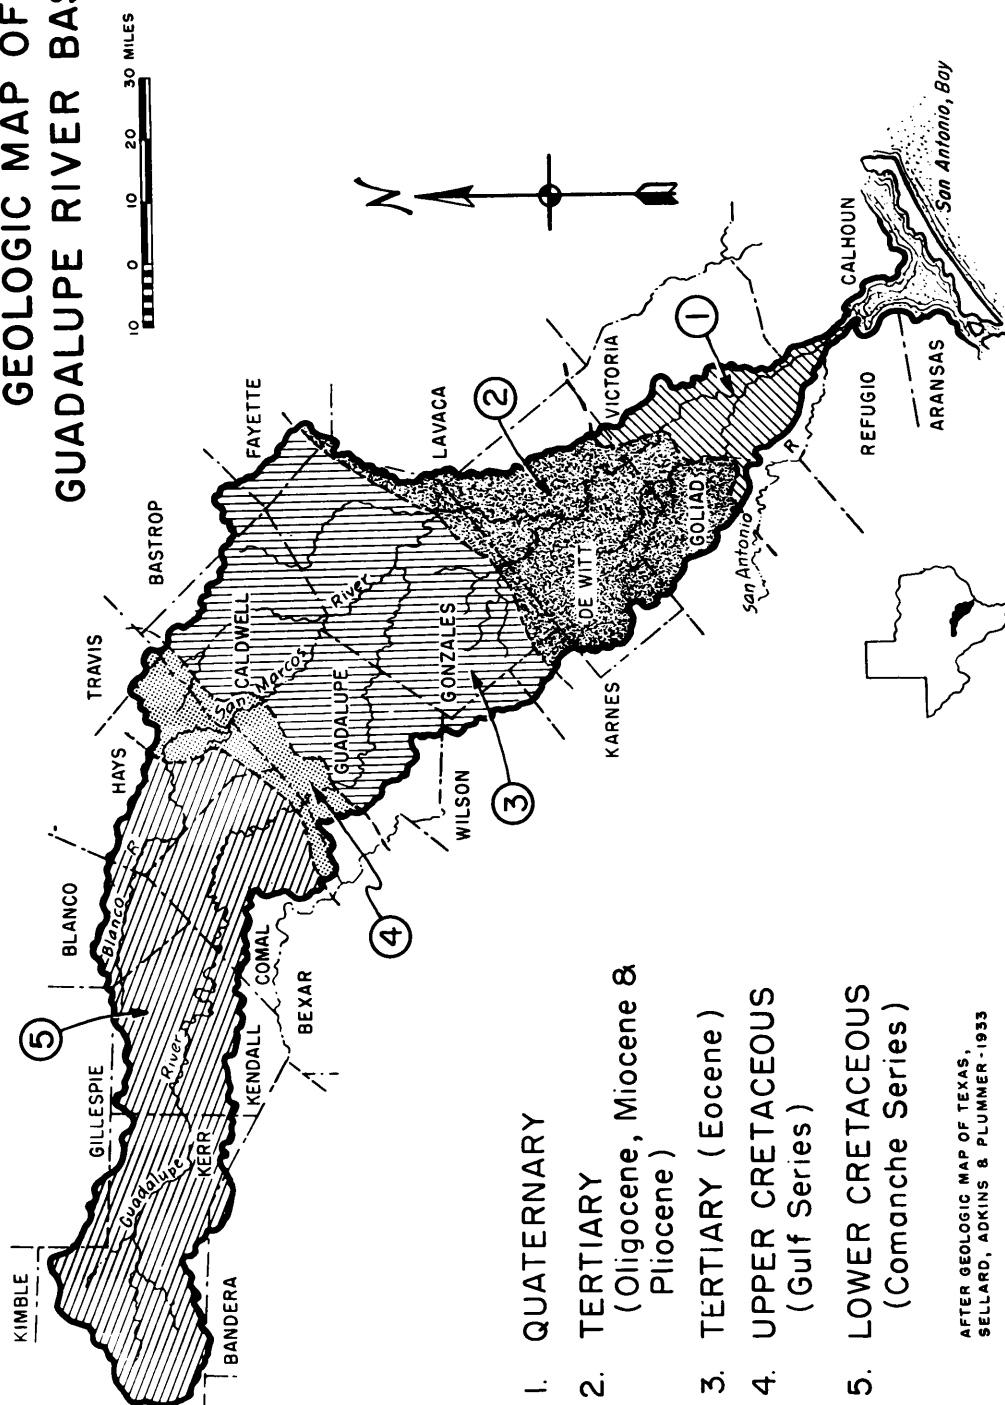 GEOLOGIC MAP OF
GUADALUPE RIVER BAS
10 0 10 20 30 MILES
N
KIMBLE
GILLESPIE
BLANCO
HAYS
TRAVIS
BASTROP
FAYETTE
LAVACA
VICTORIA
CALHOUN
San Antonio, Bay
ARANSAS
REFUGIO
GOLIAD
DE WITT
KARNES
WILSON
GONZALES
GUADALUPE
CALDWELL
COMAL
BEXAR
KENDALL
KERR
BANDERA
Guadalupe River
Blanco R
San Marcos River
San Antonio R
1
2
3
4
5
1. QUATERNARY
2. TERTIARY
(Oligocene, Miocene &
Pliocene)
3. TERTIARY (Eocene)
4. UPPER CRETACEOUS
(Gulf Series)
5. LOWER CRETACEOUS
(Comanche Series)
AFTER GEOLOGIC MAP OF TEXAS,
SELLARD, ADKINS & PLUMMER-1933